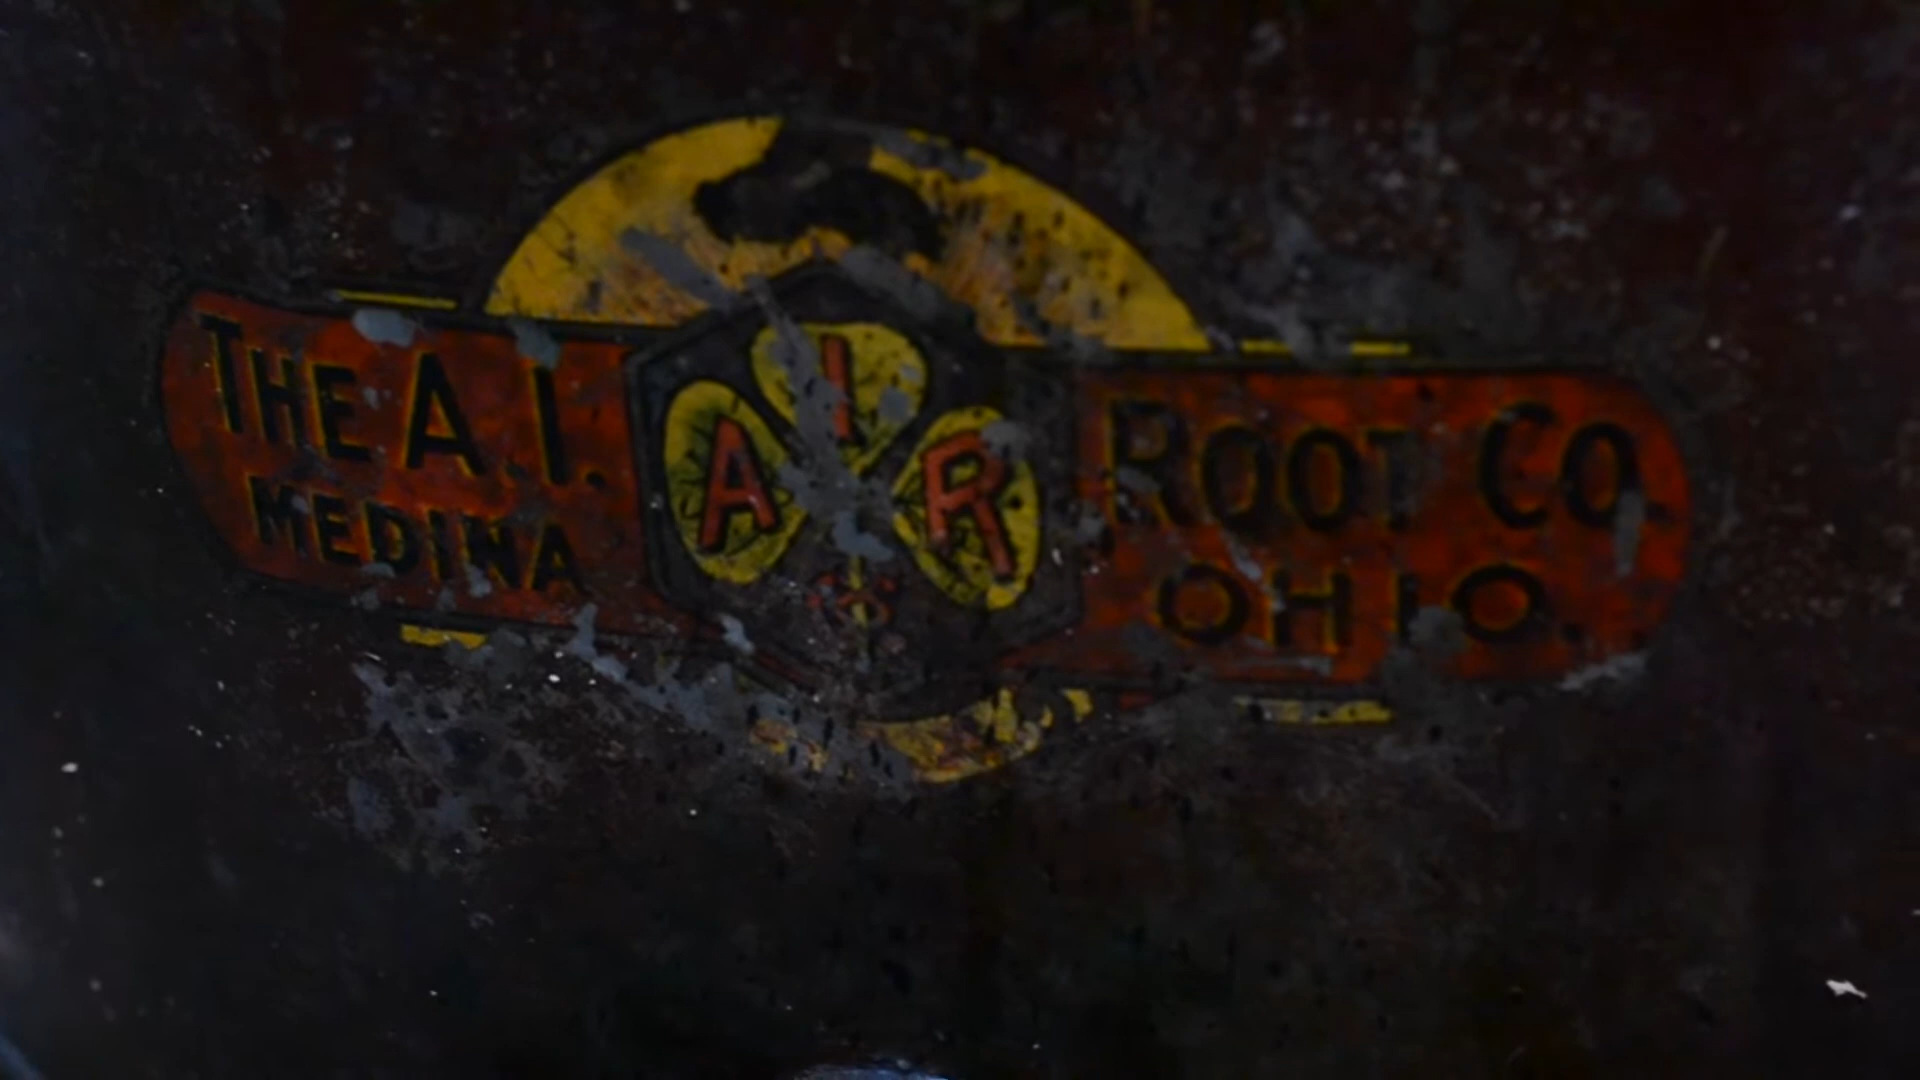 THE A.I. ROOT CO.
MEDINA OHIO.
A I R